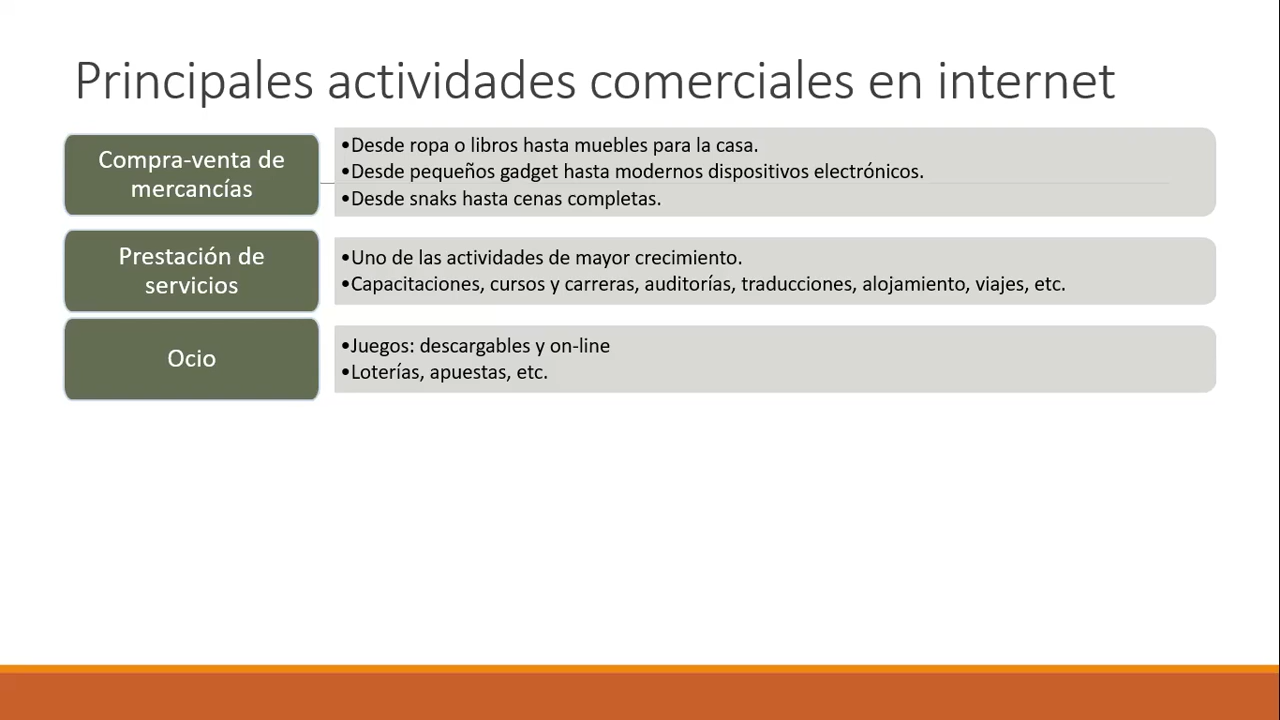 Principales actividades comerciales en internet
Compra-venta de
mercancías
•Desde ropa o libros hasta muebles para la casa.
•Desde pequeños gadget hasta modernos dispositivos electrónicos.
•Desde snaks hasta cenas completas.
Prestación de
servicios
•Uno de las actividades de mayor crecimiento.
•Capacitaciones, cursos y carreras, auditorías, traducciones, alojamiento, viajes, etc.
Ocio
•Juegos: descargables y on-line
•Loterías, apuestas, etc.